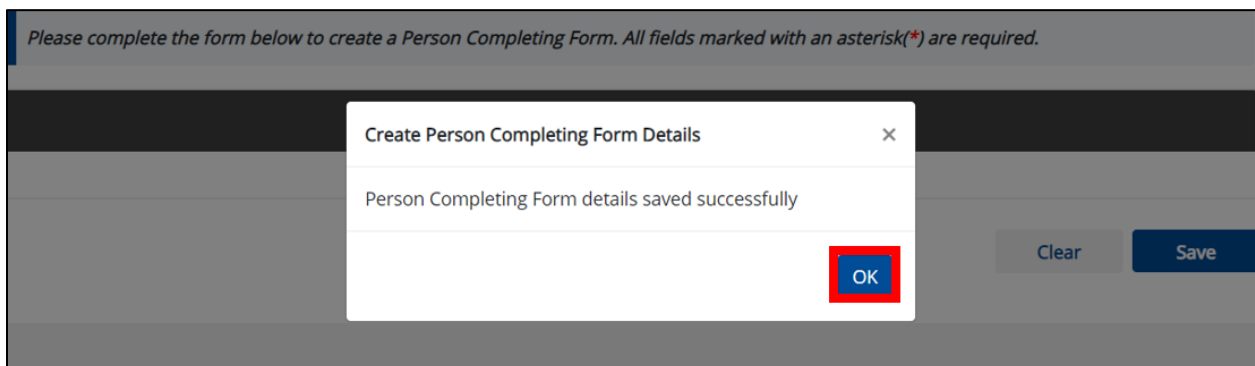 Please complete the form below to create a Person Completing Form. All fields marked with an asterisk(*) are required.
Create Person Completing Form Details ×
Person Completing Form details saved successfully
Clear Save
OK